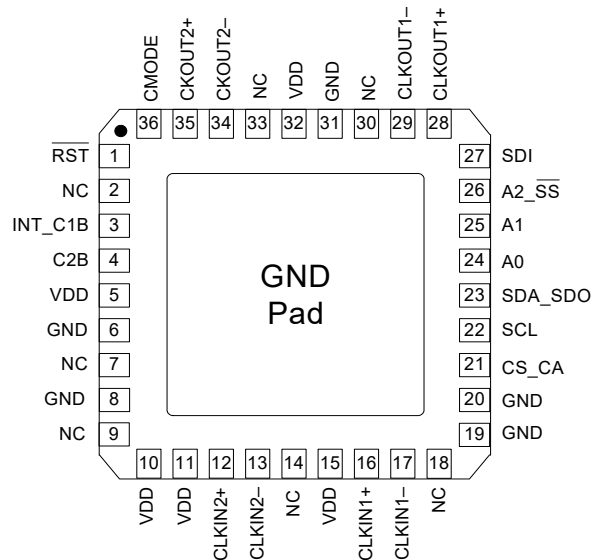 CMODE
CKOUT2+
CKOUT2–
NC
VDD
GND
NC
CLKOUT1–
CLKOUT1+
36 35 34 33 32 31 30 29 28
RST 1
NC 2
INT_C1B 3
C2B 4
VDD 5
GND 6
NC 7
GND 8
NC 9
GND
Pad
27 SDI
26 A2_SS
25 A1
24 A0
23 SDA_SDO
22 SCL
21 CS_CA
20 GND
19 GND
10 11 12 13 14 15 16 17 18
VDD
VDD
CLKIN2+
CLKIN2–
NC
VDD
CLKIN1+
CLKIN1–
NC